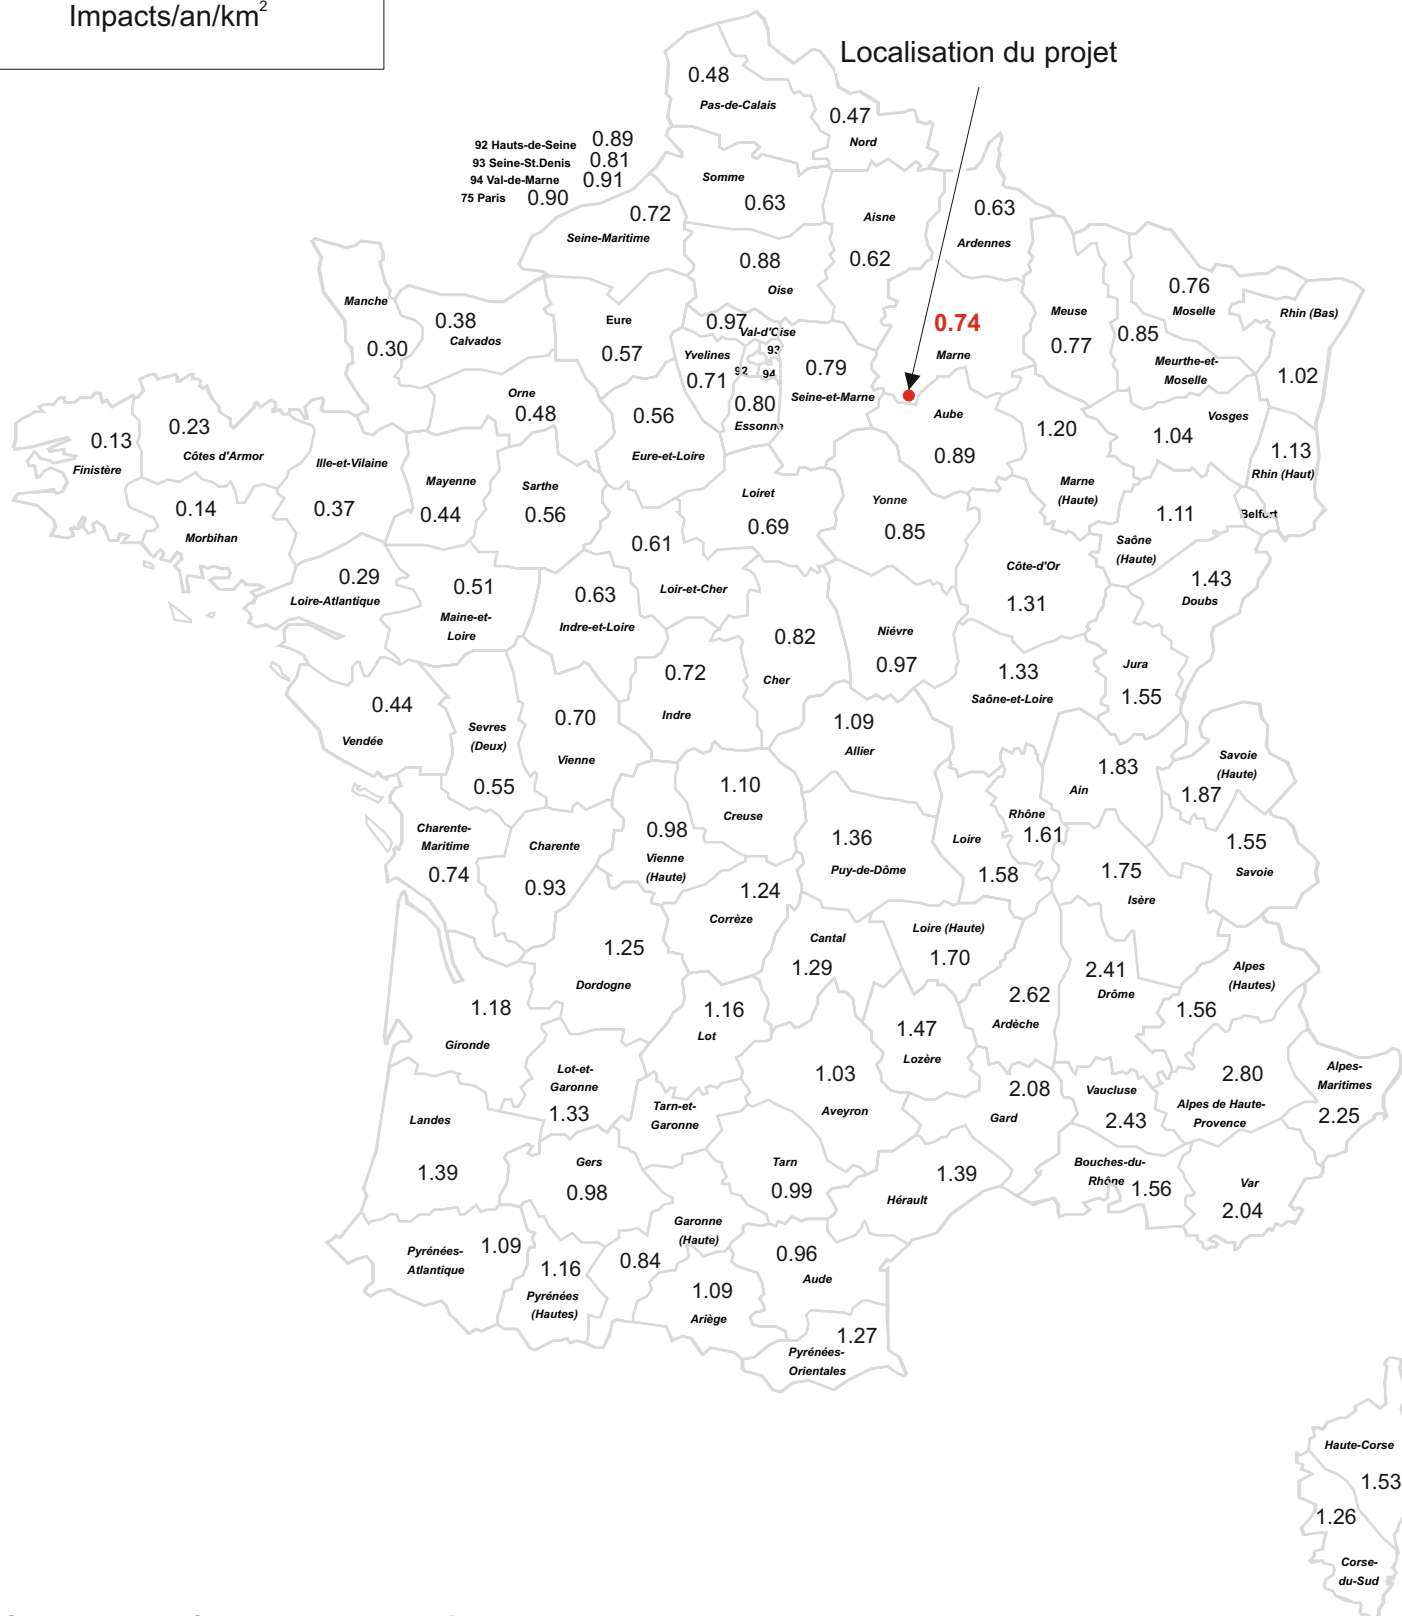 Impacts/an/km²
Localisation du projet
0.48
Pas-de-Calais
0.47
Nord
92 Hauts-de-Seine 0.89
93 Seine-St.Denis 0.81
94 Val-de-Marne 0.91
75 Paris 0.90
Somme
0.63
0.72
Seine-Maritime
Aisne
0.62
0.63
Ardennes
0.88
Oise
Manche
0.30
0.38
Calvados
Eure
0.57
0.97
Val-d'Oise
93
92
94
Yvelines
0.71
0.80
Essonne
0.79
Seine-et-Marne
0.74
Marne
Meuse
0.77
0.76
Moselle
0.85
Meurthe-et-
Moselle
Rhin (Bas)
1.02
Orne
0.48
0.56
Eure-et-Loire
Aube
0.89
1.20
Marne
(Haute)
Vosges
1.04
1.13
Rhin (Haut)
0.13
Finistère
0.23
Côtes d'Armor
0.14
Morbihan
Ille-et-Vilaine
0.37
Mayenne
0.44
Sarthe
0.56
Loiret
0.69
Yonne
0.85
1.11
Saône
(Haute)
Belfort
0.61
Loir-et-Cher
0.29
Loire-Atlantique
0.51
Maine-et-
Loire
0.63
Indre-et-Loire
Côte-d'Or
1.31
1.43
Doubs
0.82
Cher
Niévre
0.97
1.33
Saône-et-Loire
Jura
1.55
0.44
Vendée
Sevres
(Deux)
0.55
0.70
Vienne
0.72
Indre
1.09
Allier
1.83
Ain
Savoie
(Haute)
1.87
1.10
Creuse
Charente-
Maritime
0.74
Charente
0.93
0.98
Vienne
(Haute)
1.36
Puy-de-Dôme
Loire
1.58
Rhône
1.61
1.55
Savoie
1.75
Isère
1.24
Corrèze
1.25
Dordogne
Cantal
1.29
Loire (Haute)
1.70
2.41
Drôme
Alpes
(Hautes)
1.56
1.18
Gironde
1.16
Lot
1.47
Lozère
2.62
Ardèche
Lot-et-
Garonne
1.33
Tarn-et-
Garonne
1.03
Aveyron
2.08
Gard
Vaucluse
2.43
2.80
Alpes de Haute-
Provence
Alpes-
Maritimes
2.25
Landes
1.39
Gers
0.98
Tarn
0.99
1.39
Hérault
Bouches-du-
Rhône 1.56
Var
2.04
Pyrénées-
Atlantique
1.09
1.16
Pyrénées
(Hautes)
Garonne
(Haute)
0.84
1.09
Ariège
0.96
Aude
1.27
Pyrénées-
Orientales
Haute-Corse
1.53
1.26
Corse-
du-Sud